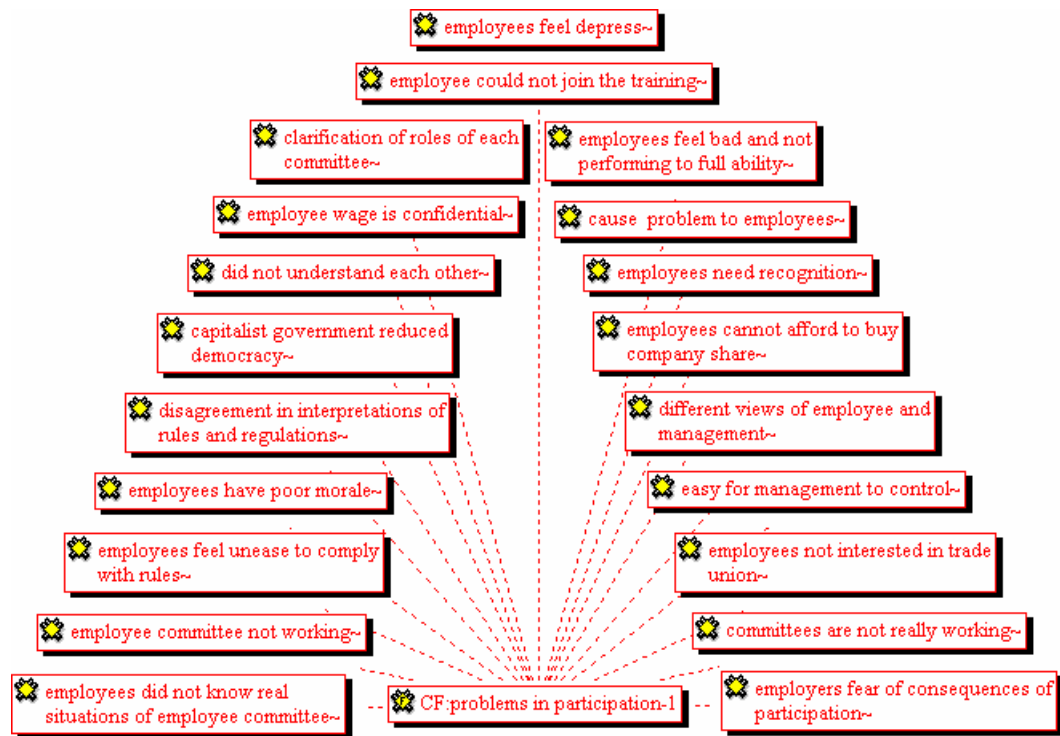 employees feel depress~
employee could not join the training~
clarification of roles of each
committee~
employees feel bad and not
performing to full ability~
employee wage is confidential~
cause problem to employees~
did not understand each other~
employees need recognition~
capitalist government reduced
democracy~
employees cannot afford to buy
company share~
disagreement in interpretations of
rules and regulations~
different views of employee and
management~
employees have poor morale~
easy for management to control~
employees feel unease to comply
with rules~
employees not interested in trade
union~
employee committee not working~
committees are not really working~
employees did not know real
situations of employee committee~
CF:problems in participation-1
employers fear of consequences of
participation~